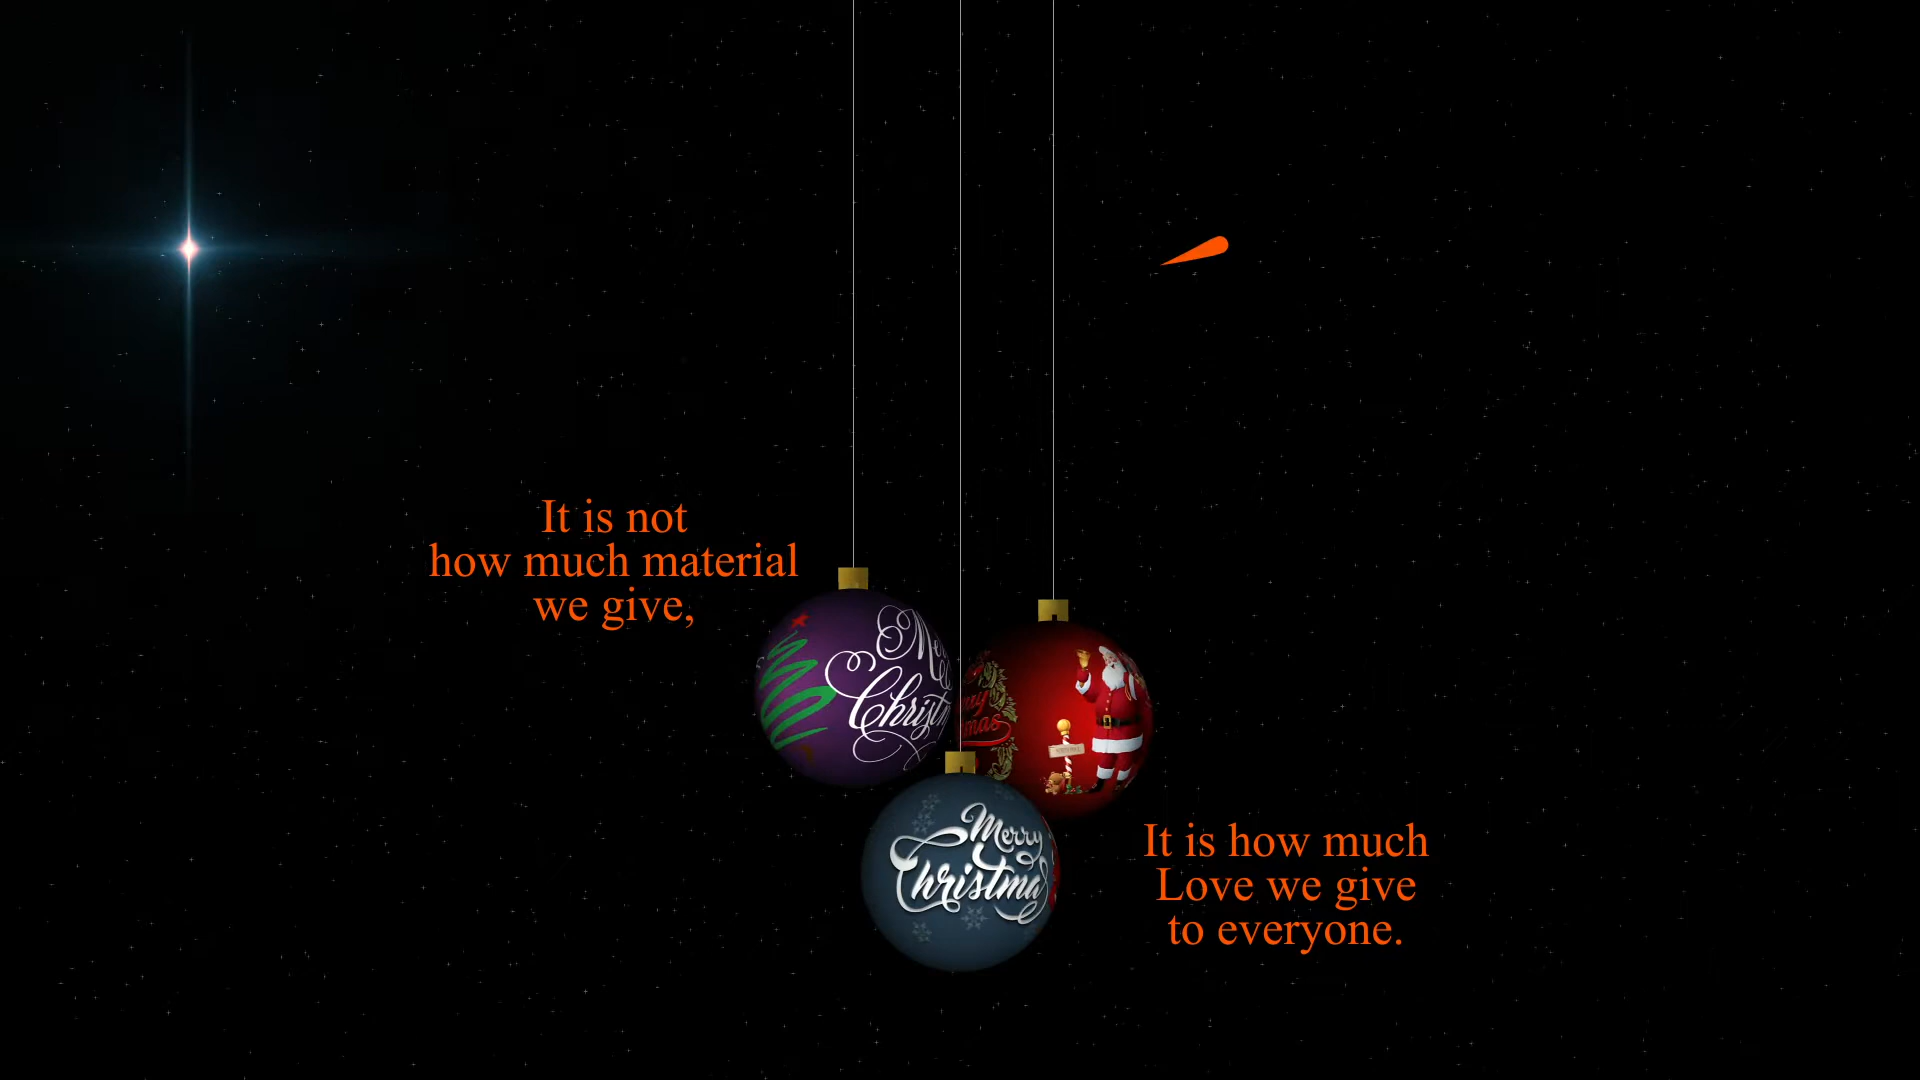 It is not
how much material
we give,
Merry
Christmas
It is how much
Love we give
to everyone.